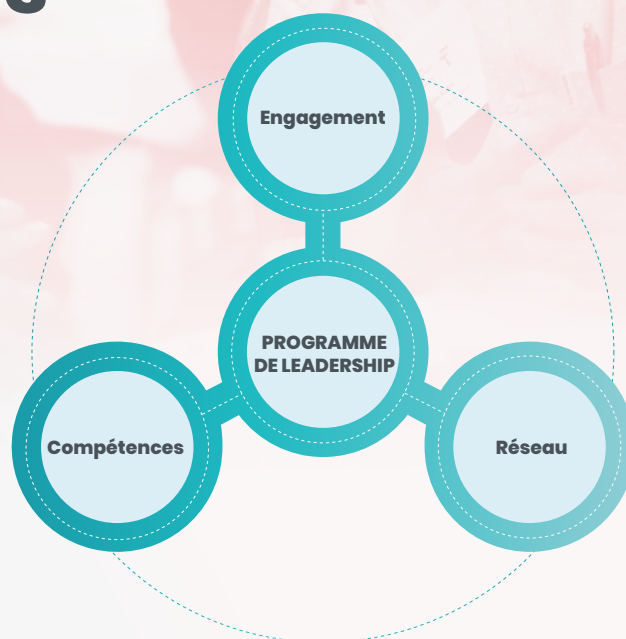 Engagement
PROGRAMME
DE LEADERSHIP
Compétences
Réseau